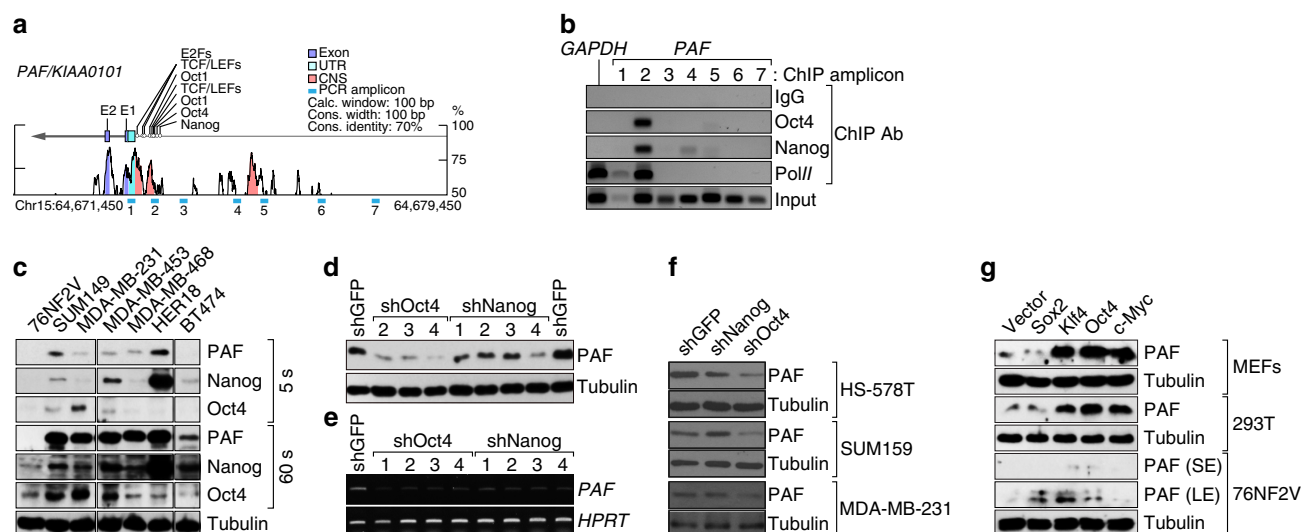 a
PAF/KIAA0101
E2Fs
TCF/LEFs
Oct1
TCF/LEFs
Oct1
Oct4
Nanog
E2 E1
Exon
UTR
CNS
PCR amplicon
Calc. window: 100 bp
Cons. width: 100 bp
Cons. identity: 70%
%
100
75
50
Chr15:64,671,450
64,679,450
1 2 3 4 5 6 7
b
GAPDH PAF
1 2 3 4 5 6 7 : ChIP amplicon
IgG
Oct4
Nanog
PolII
Input
ChIP Ab
c
76NF2V
SUM149
MDA-MB-231
MDA-MB-453
MDA-MB-468
HER18
BT474
PAF
Nanog
Oct4
5 s
PAF
Nanog
Oct4
60 s
Tubulin
d
shGFP
shOct4
shNanog
shGFP
2 3 4 1 2 3 4
PAF
Tubulin
e
shGFP
shOct4 shNanog
1 2 3 4 1 2 3 4
PAF
HPRT
f
shGFP
shNanog
shOct4
PAF
Tubulin
HS-578T
PAF
Tubulin
SUM159
PAF
Tubulin
MDA-MB-231
g
Vector
Sox2
Klf4
Oct4
c-Myc
PAF
Tubulin
MEFs
PAF
Tubulin
293T
PAF (SE)
PAF (LE)
Tubulin
76NF2V